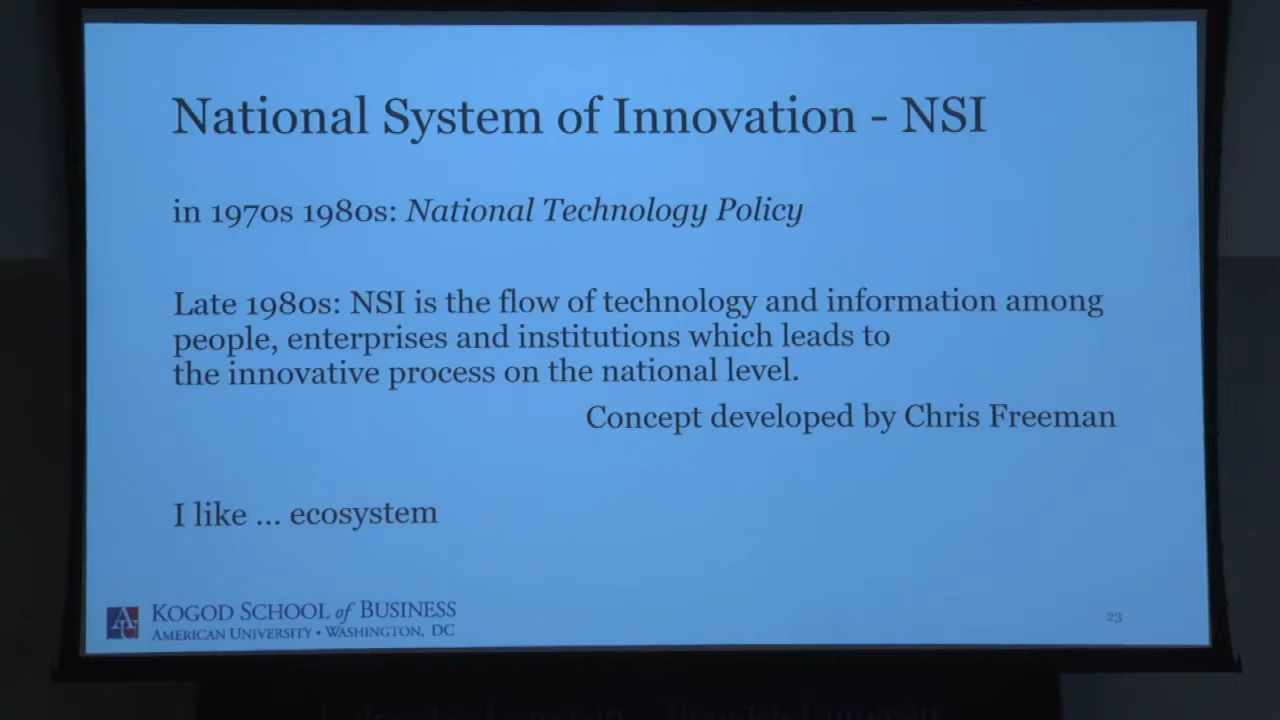 National System of Innovation - NSI
in 1970s 1980s: National Technology Policy
Late 1980s: NSI is the flow of technology and information among
people, enterprises and institutions which leads to
the innovative process on the national level.
Concept developed by Chris Freeman
I like ... ecosystem
AU
KOGOD SCHOOL of BUSINESS
AMERICAN UNIVERSITY • WASHINGTON, DC
23